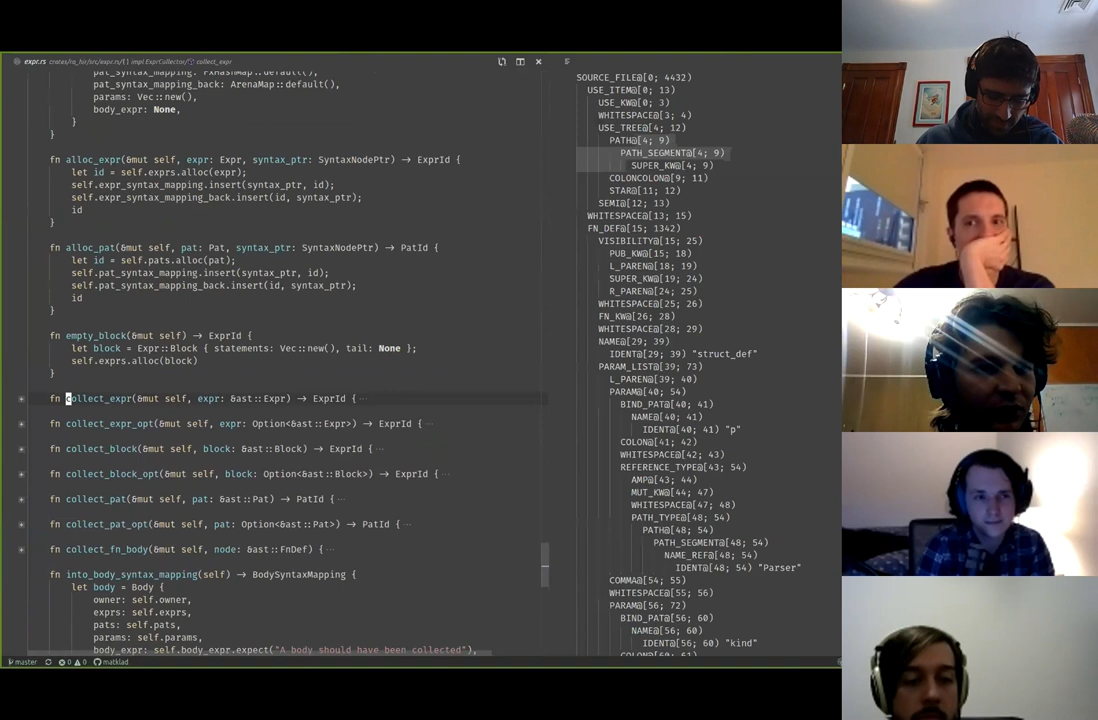 expr.rs crates/ra_hir/src/expr.rs/{} impl ExprCollector/ collect_expr
pat_syntax_mapping: FxHashMap::default(),
pat_syntax_mapping_back: ArenaMap::default(),
params: Vec::new(),
body_expr: None,
}
}
fn alloc_expr(&mut self, expr: Expr, syntax_ptr: SyntaxNodePtr) → ExprId {
let id = self.exprs.alloc(expr);
self.expr_syntax_mapping.insert(syntax_ptr, id);
self.expr_syntax_mapping_back.insert(id, syntax_ptr);
id
}
fn alloc_pat(&mut self, pat: Pat, syntax_ptr: SyntaxNodePtr) → PatId {
let id = self.pats.alloc(pat);
self.pat_syntax_mapping.insert(syntax_ptr, id);
self.pat_syntax_mapping_back.insert(id, syntax_ptr);
id
}
fn empty_block(&mut self) → ExprId {
let block = Expr::Block { statements: Vec::new(), tail: None };
self.exprs.alloc(block)
}
fn collect_expr(&mut self, expr: &ast::Expr) → ExprId { ···
fn collect_expr_opt(&mut self, expr: Option<&ast::Expr>) → ExprId { ···
fn collect_block(&mut self, block: &ast::Block) → ExprId { ···
fn collect_block_opt(&mut self, block: Option<&ast::Block>) → ExprId { ···
fn collect_pat(&mut self, pat: &ast::Pat) → PatId { ···
fn collect_pat_opt(&mut self, pat: Option<&ast::Pat>) → PatId { ···
fn collect_fn_body(&mut self, node: &ast::FnDef) { ···
fn into_body_syntax_mapping(self) → BodySyntaxMapping {
let body = Body {
owner: self.owner,
exprs: self.exprs,
pats: self.pats,
params: self.params,
body_expr: self.body_expr.expect("A body should have been collected"),
master 0 0 matklad
SOURCE_FILE@[0; 4432)
USE_ITEM@[0; 13)
USE_KW@[0; 3)
WHITESPACE@[3; 4)
USE_TREE@[4; 12)
PATH@[4; 9)
PATH_SEGMENT@[4; 9)
SUPER_KW@[4; 9)
COLONCOLON@[9; 11)
STAR@[11; 12)
SEMI@[12; 13)
WHITESPACE@[13; 15)
FN_DEF@[15; 1342)
VISIBILITY@[15; 25)
PUB_KW@[15; 18)
L_PAREN@[18; 19)
SUPER_KW@[19; 24)
R_PAREN@[24; 25)
WHITESPACE@[25; 26)
FN_KW@[26; 28)
WHITESPACE@[28; 29)
NAME@[29; 39)
IDENT@[29; 39) "struct_def"
PARAM_LIST@[39; 73)
L_PAREN@[39; 40)
PARAM@[40; 54)
BIND_PAT@[40; 41)
NAME@[40; 41)
IDENT@[40; 41) "p"
COLON@[41; 42)
WHITESPACE@[42; 43)
REFERENCE_TYPE@[43; 54)
AMP@[43; 44)
MUT_KW@[44; 47)
WHITESPACE@[47; 48)
PATH_TYPE@[48; 54)
PATH@[48; 54)
PATH_SEGMENT@[48; 54)
NAME_REF@[48; 54)
IDENT@[48; 54) "Parser"
COMMA@[54; 55)
WHITESPACE@[55; 56)
PARAM@[56; 72)
BIND_PAT@[56; 60)
NAME@[56; 60)
IDENT@[56; 60) "kind"
COLON@[60; 61)